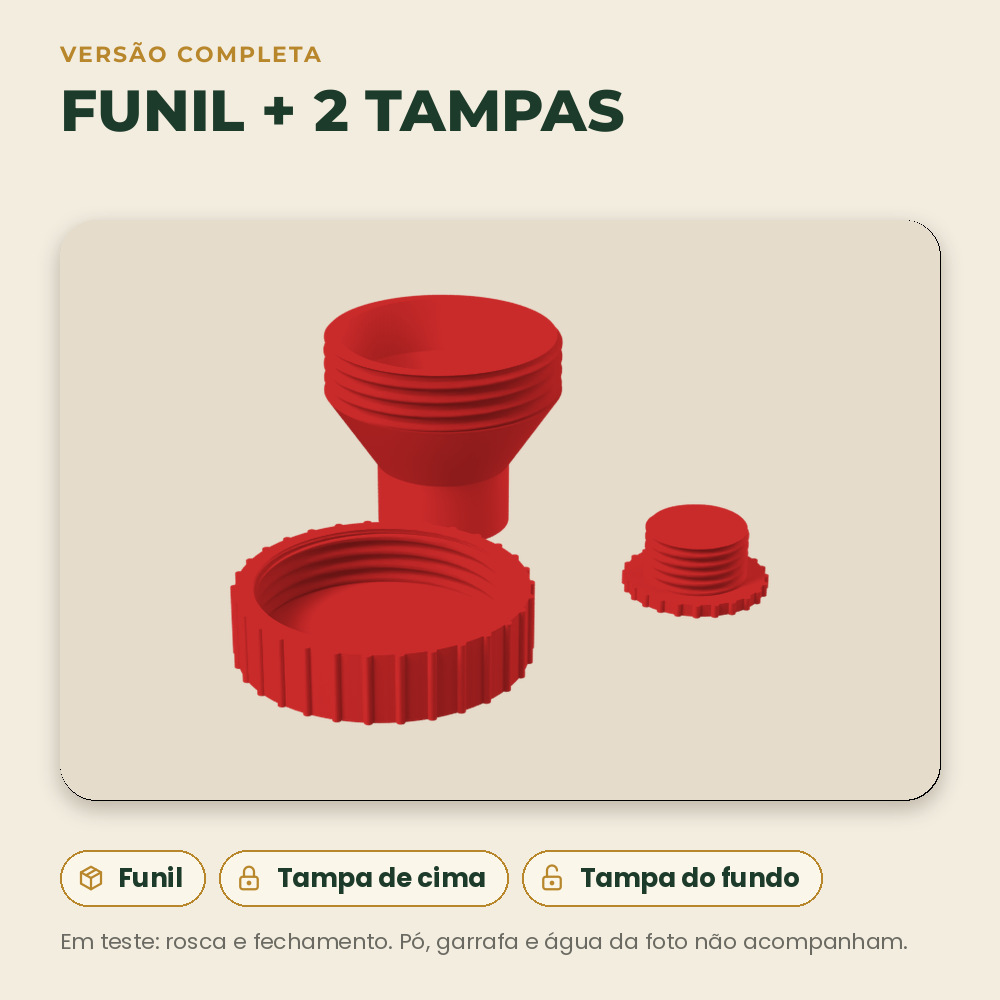 VERSÃO COMPLETA
FUNIL + 2 TAMPAS
Funil
Tampa de cima
Tampa do fundo
Em teste: rosca e fechamento. Pó, garrafa e água da foto não acompanham.